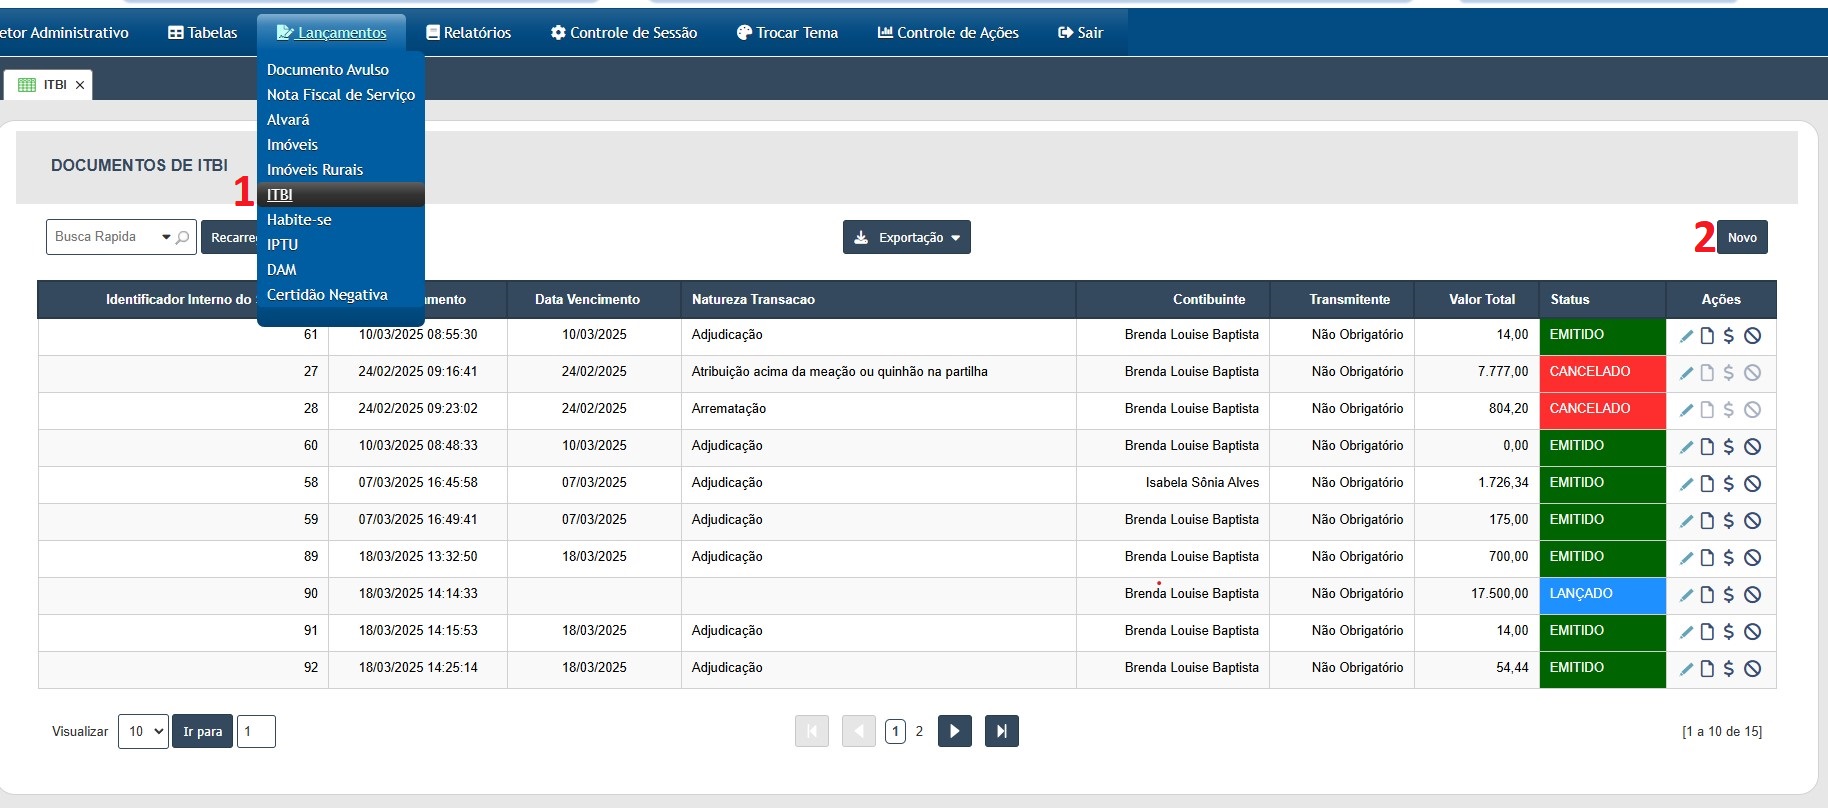 etor Administrativo Tabelas Lançamentos Relatórios Controle de Sessão Trocar Tema Controle de Ações Sair
Documento Avulso
Nota Fiscal de Serviço
Alvará
Imóveis
Imóveis Rurais
1 ITBI
Habite-se
IPTU
DAM
Certidão Negativa
ITBI ×
DOCUMENTOS DE ITBI
Busca Rapida Recarre Exportação 2 Novo
Identificador Interno do amento Data Vencimento Natureza Transacao Contibuinte Transmitente Valor Total Status Ações
61 10/03/2025 08:55:30 10/03/2025 Adjudicação Brenda Louise Baptista Não Obrigatório 14,00 EMITIDO
27 24/02/2025 09:16:41 24/02/2025 Atribuição acima da meação ou quinhão na partilha Brenda Louise Baptista Não Obrigatório 7.777,00 CANCELADO
28 24/02/2025 09:23:02 24/02/2025 Arrematação Brenda Louise Baptista Não Obrigatório 804,20 CANCELADO
60 10/03/2025 08:48:33 10/03/2025 Adjudicação Brenda Louise Baptista Não Obrigatório 0,00 EMITIDO
58 07/03/2025 16:45:58 07/03/2025 Adjudicação Isabela Sônia Alves Não Obrigatório 1.726,34 EMITIDO
59 07/03/2025 16:49:41 07/03/2025 Adjudicação Brenda Louise Baptista Não Obrigatório 175,00 EMITIDO
89 18/03/2025 13:32:50 18/03/2025 Adjudicação Brenda Louise Baptista Não Obrigatório 700,00 EMITIDO
90 18/03/2025 14:14:33 Brenda Louise Baptista Não Obrigatório 17.500,00 LANÇADO
91 18/03/2025 14:15:53 18/03/2025 Adjudicação Brenda Louise Baptista Não Obrigatório 14,00 EMITIDO
92 18/03/2025 14:25:14 18/03/2025 Adjudicação Brenda Louise Baptista Não Obrigatório 54,44 EMITIDO
Visualizar 10 Ir para 1 1 2 [1 a 10 de 15]